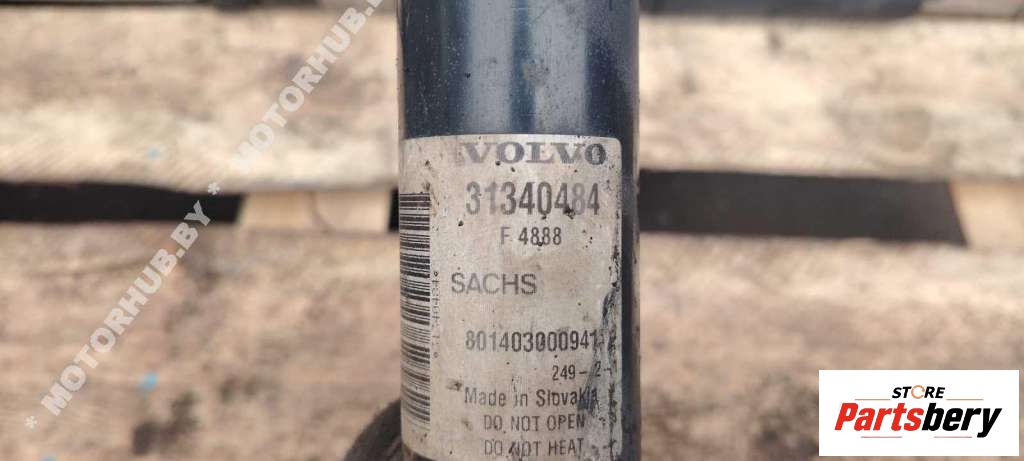 VOLVO
31340484
F 4888
SACHS
801403000941
249-2-
Made in Slovakia
DO NOT OPEN
DO NOT HEAT
* MOTORHUB.BY * MOTORHUB.BY
STORE
Partsbery